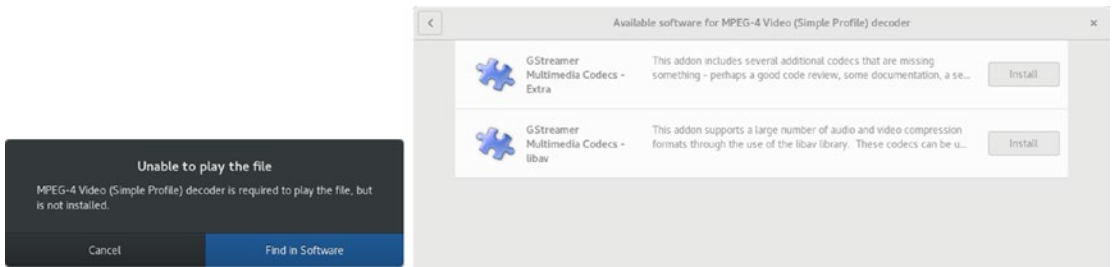 Unable to play the file
MPEG-4 Video (Simple Profile) decoder is required to play the file, but
is not installed.
Cancel
Find in Software
Available software for MPEG-4 Video (Simple Profile) decoder
GStreamer
Multimedia Codecs -
Extra
This addon includes several additional codecs that are missing
something - perhaps a good code review, some documentation, a se...
Install
GStreamer
Multimedia Codecs -
libav
This addon supports a large number of audio and video compression
formats through the use of the libav library. These codecs can be u...
Install